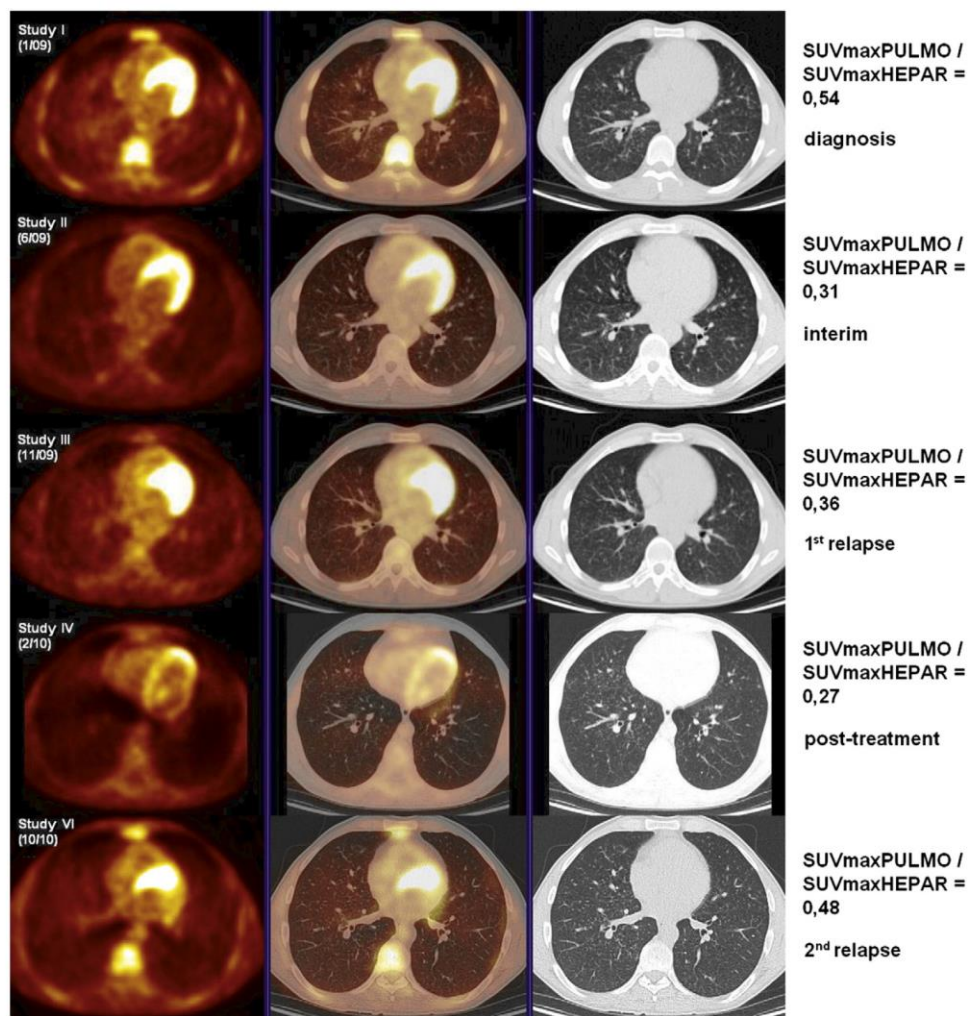 Study I
(1/09)
SUVmaxPULMO /
SUVmaxHEPAR =
0,54
diagnosis
Study II
(6/09)
SUVmaxPULMO /
SUVmaxHEPAR =
0,31
interim
Study III
(11/09)
SUVmaxPULMO /
SUVmaxHEPAR =
0,36
1st relapse
Study IV
(2/10)
SUVmaxPULMO /
SUVmaxHEPAR =
0,27
post-treatment
Study VI
(10/10)
SUVmaxPULMO /
SUVmaxHEPAR =
0,48
2nd relapse